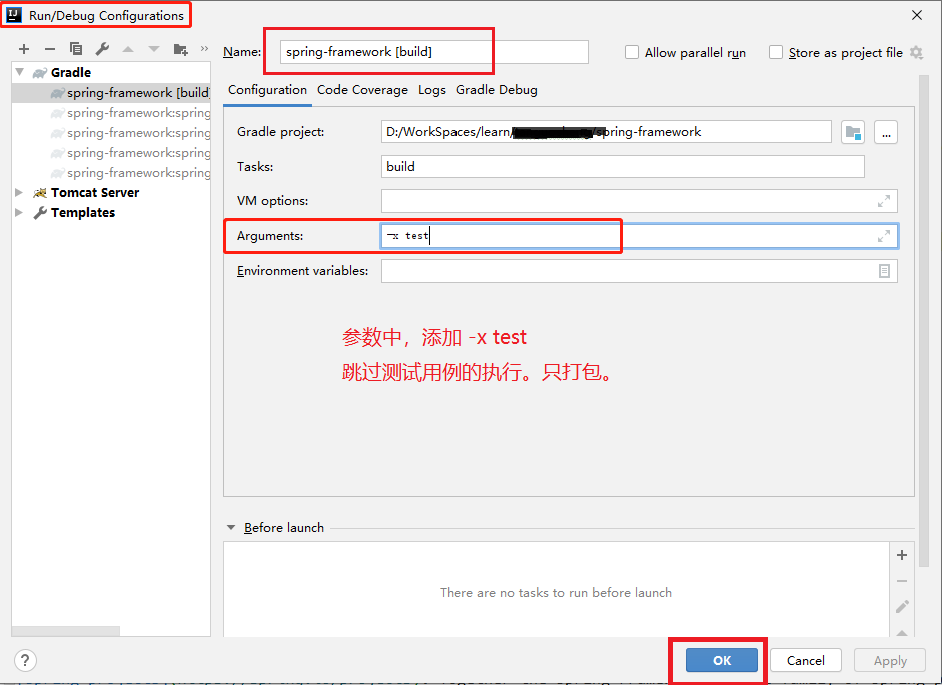 Run/Debug Configurations
Name: spring-framework [build]
Allow parallel run
Store as project file
Gradle
spring-framework [build]
spring-framework:spring
spring-framework:spring
spring-framework:spring
spring-framework:spring
Tomcat Server
Templates
Configuration Code Coverage Logs Gradle Debug
Gradle project: D:/WorkSpaces/learn/ /spring-framework
...
Tasks: build
VM options:
Arguments: -x test
Environment variables:
参数中，添加 -x test
跳过测试用例的执行。只打包。
Before launch
There are no tasks to run before launch
?
OK Cancel Apply